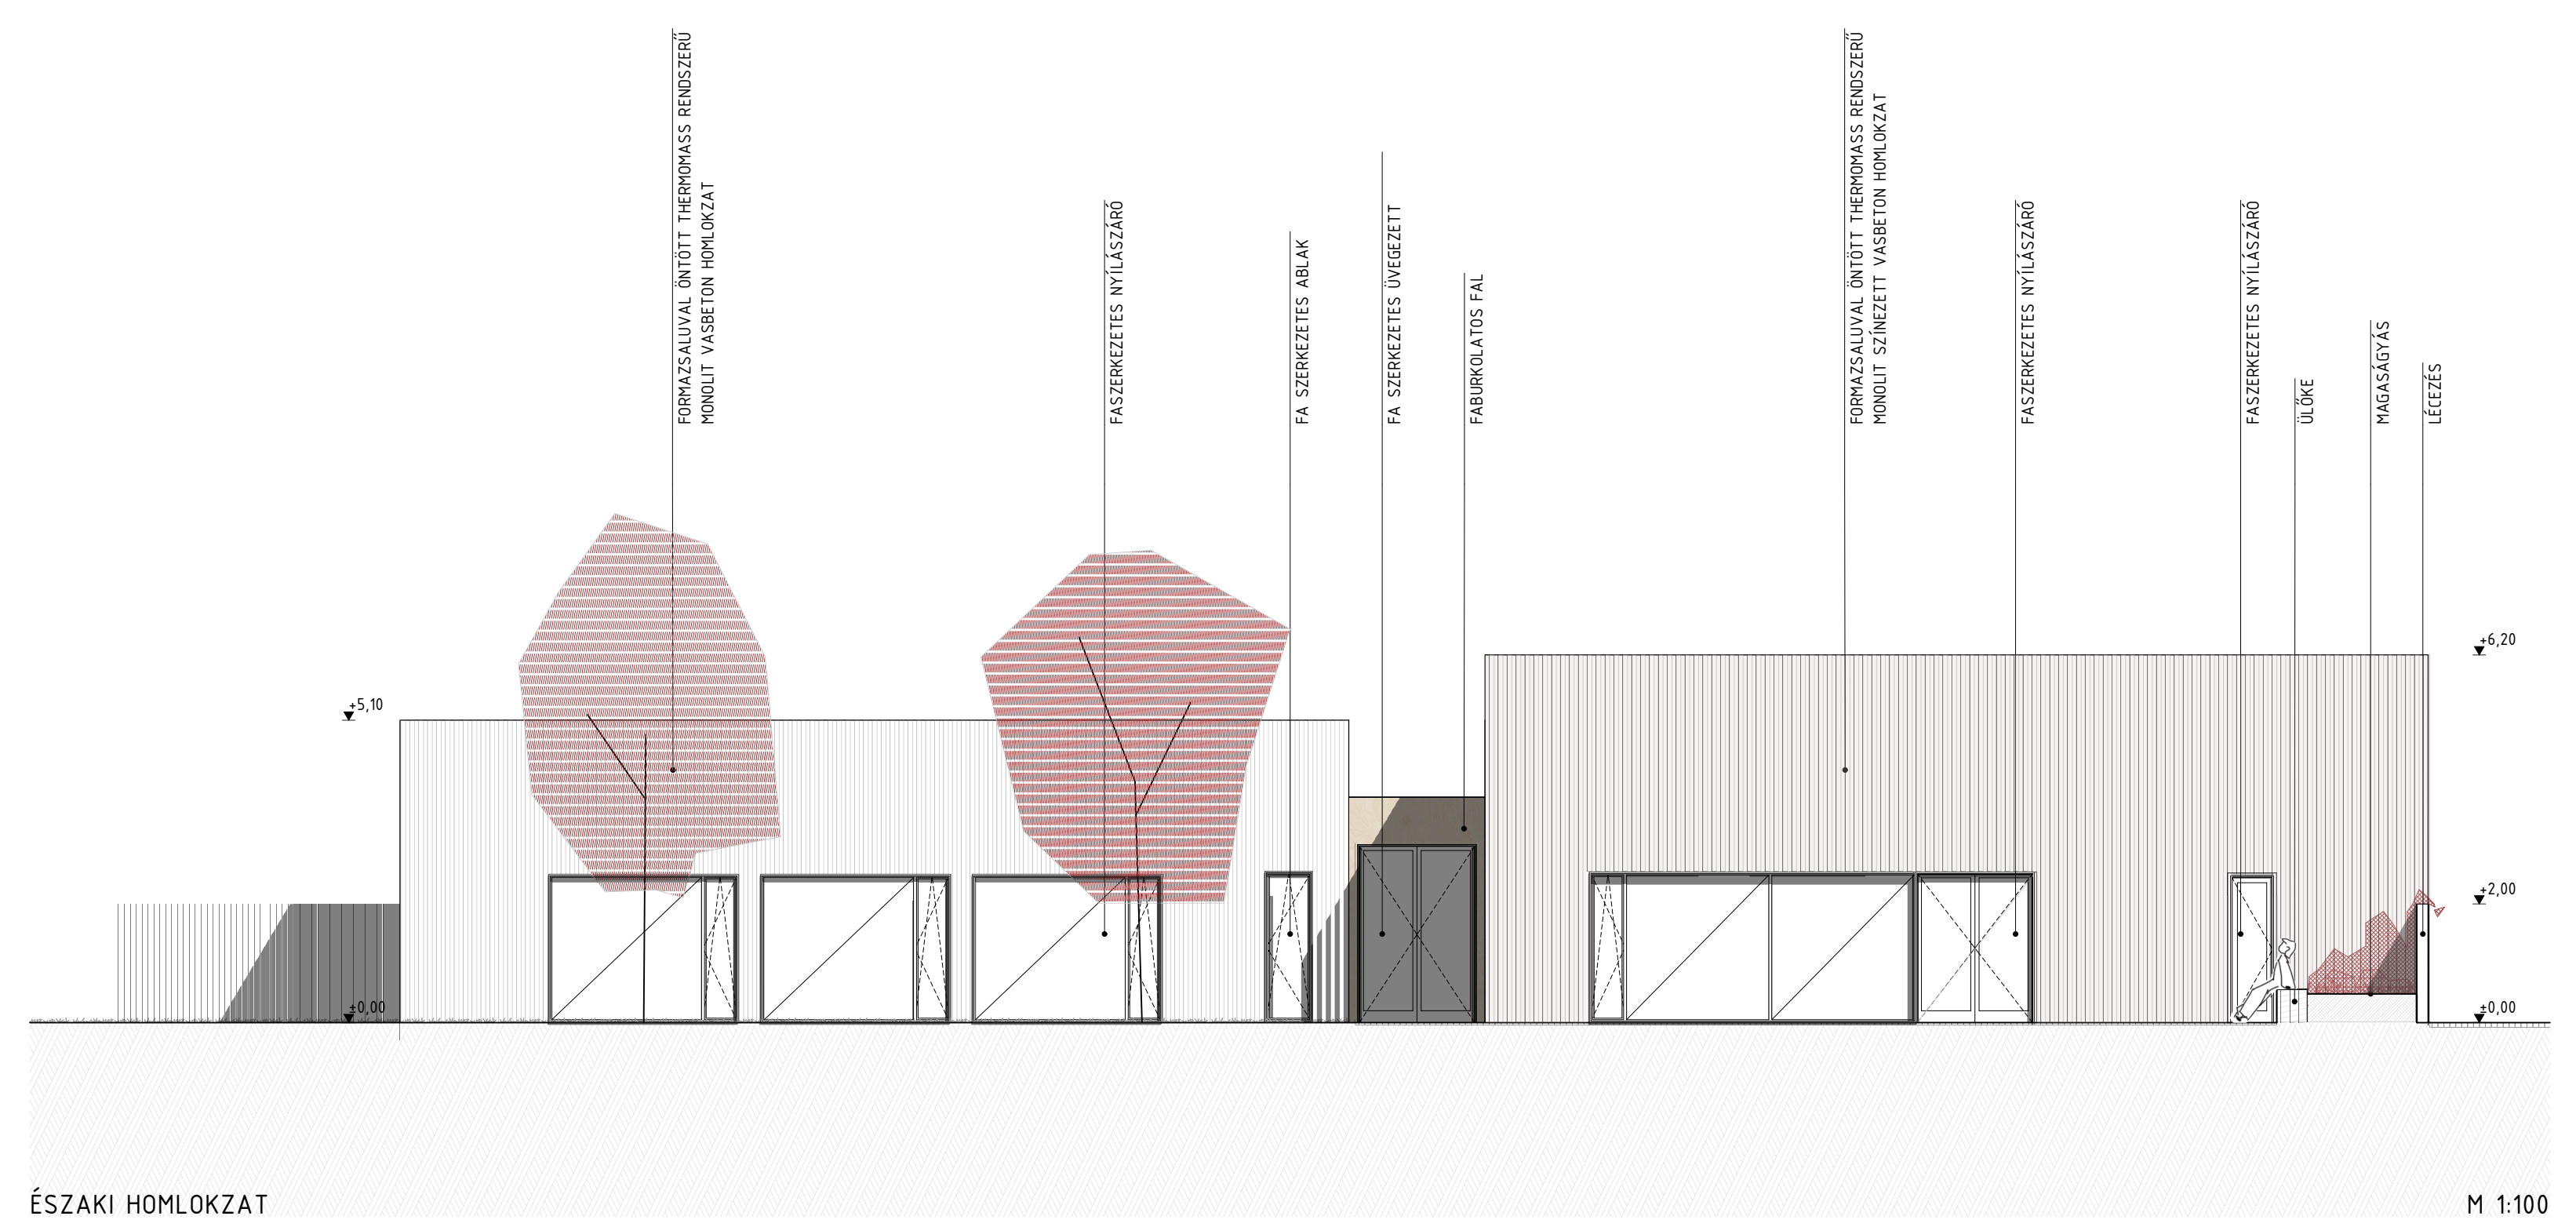 FORMAZSALUVAL ÖNTÖTT THERMOMASS RENDSZERŰ
MONOLIT VASBETON HOMLOKZAT
FASZERKEZETES NYÍLÁSZÁRÓ
FA SZERKEZETES ABLAK
FA SZERKEZETES ÜVEGEZETT
FABURKOLATOS FAL
FORMAZSALUVAL ÖNTÖTT THERMOMASS RENDSZERŰ
MONOLIT SZÍNEZETT VASBETON HOMLOKZAT
FASZERKEZETES NYÍLÁSZÁRÓ
FASZERKEZETES NYÍLÁSZÁRÓ
ÜLŐKE
MAGASÁGYÁS
LÉCEZÉS
+6,20
+5,10
+2,00
±0,00
±0,00
ÉSZAKI HOMLOKZAT
M 1:100